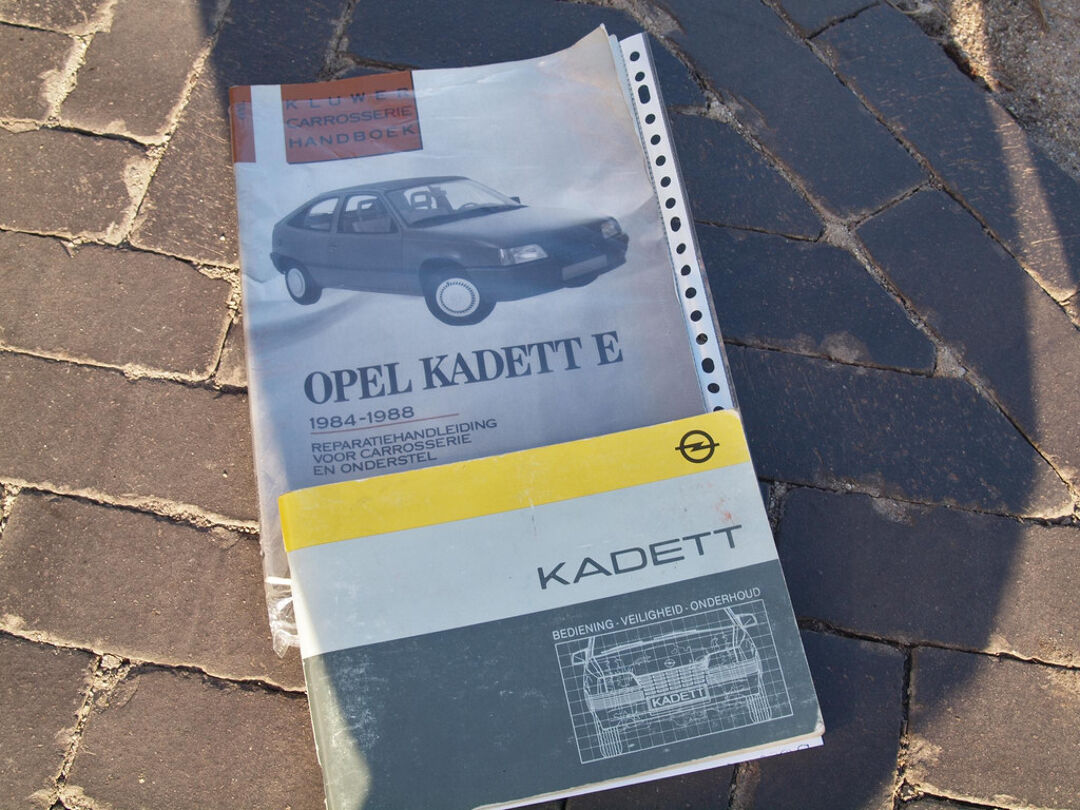 KLUWER
CARROSSERIE
HANDBOEK
OPEL KADETT E
1984-1988
REPARATIEHANDLEIDING
VOOR CARROSSERIE
EN ONDERSTEL
KADETT
BEDIENING · VEILIGHEID · ONDERHOUD
KADETT